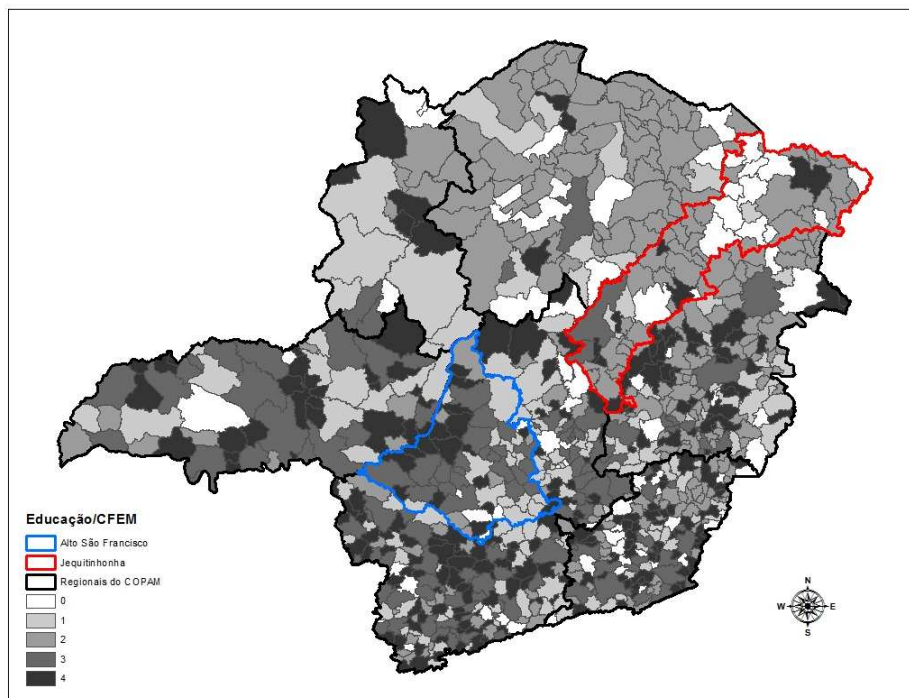 Educação/CFEM
Alto São Francisco
Jequitinhonha
Regionais do COPAM
0
1
2
3
4
N
W E
S